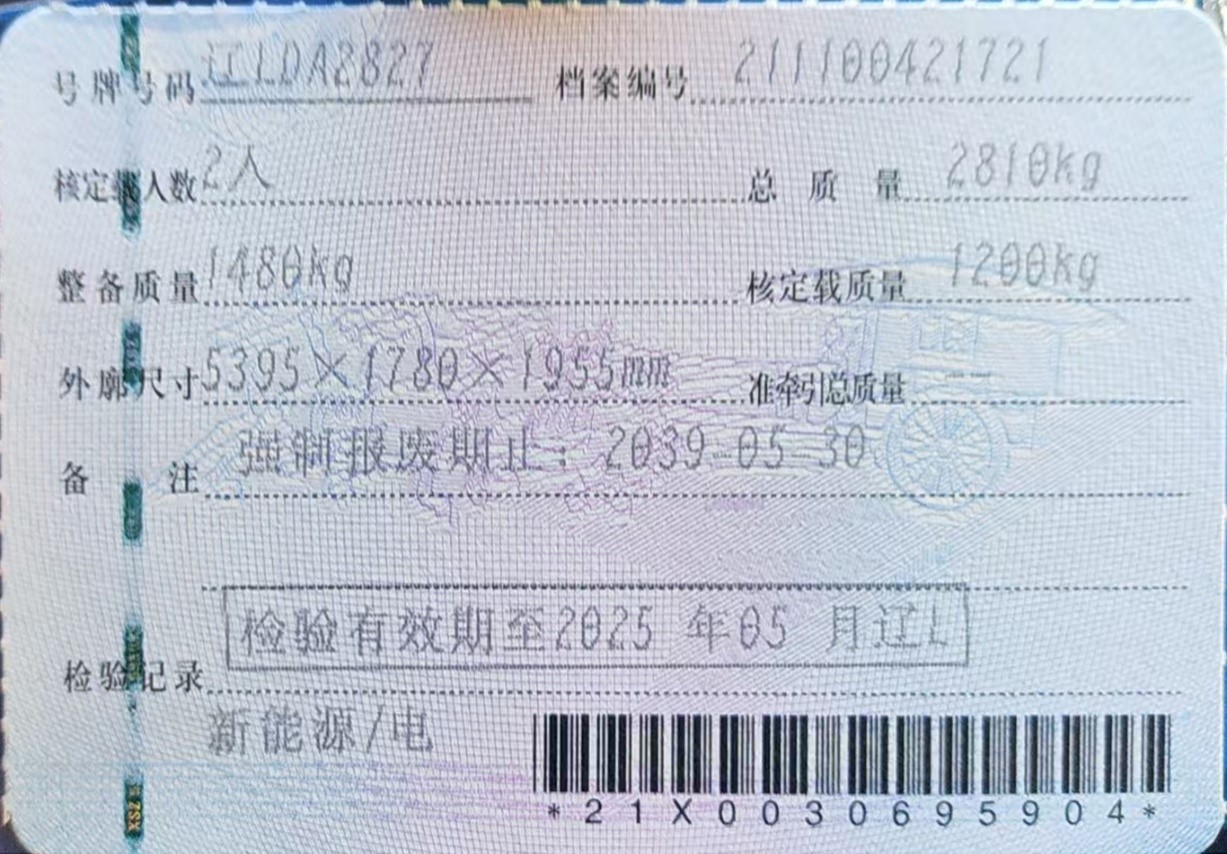 号牌号码 辽LDA2827 档案编号 211100421721
核定载人数 2人 总质量 2810kg
整备质量 1480kg 核定载质量 1200kg
外廓尺寸 5395×1780×1955mm 准牵引总质量 --
备注 强制报废期止：2039-05-30
检验有效期至2025 年05 月辽L
检验记录
新能源/电
*21X0030695904*